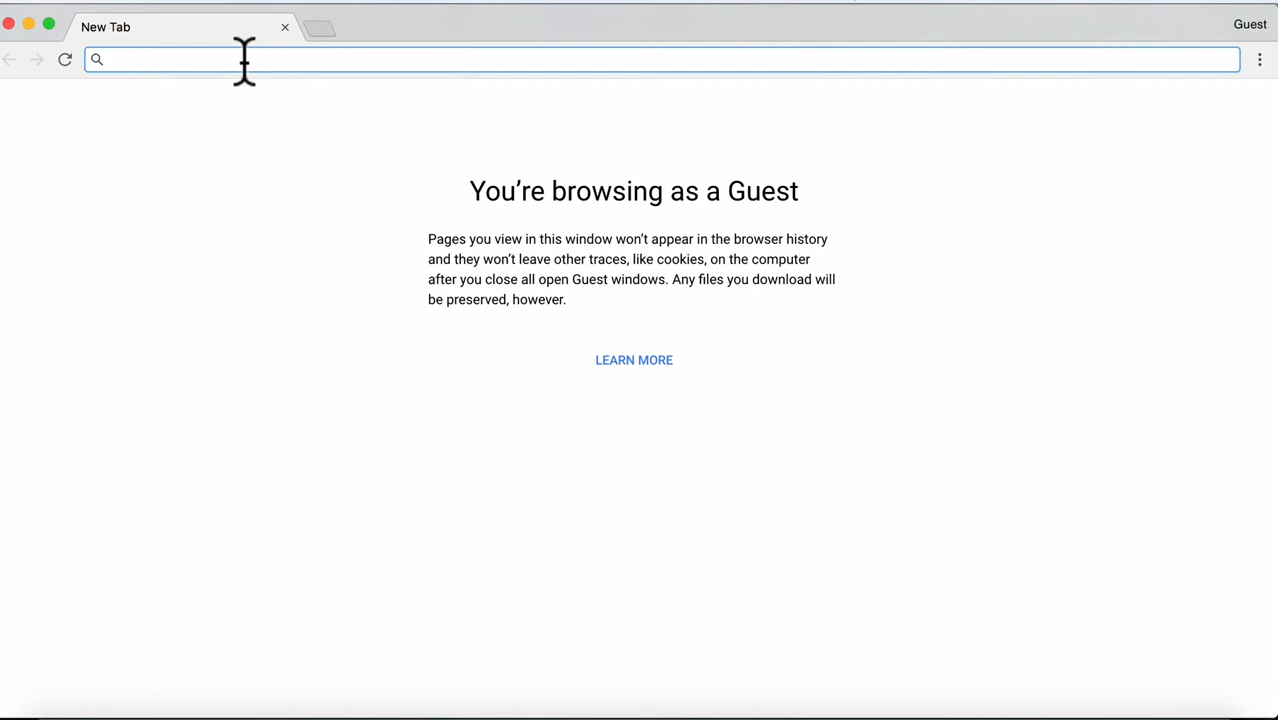 New Tab
Guest
You’re browsing as a Guest
Pages you view in this window won’t appear in the browser history
and they won’t leave other traces, like cookies, on the computer
after you close all open Guest windows. Any files you download will
be preserved, however.
LEARN MORE